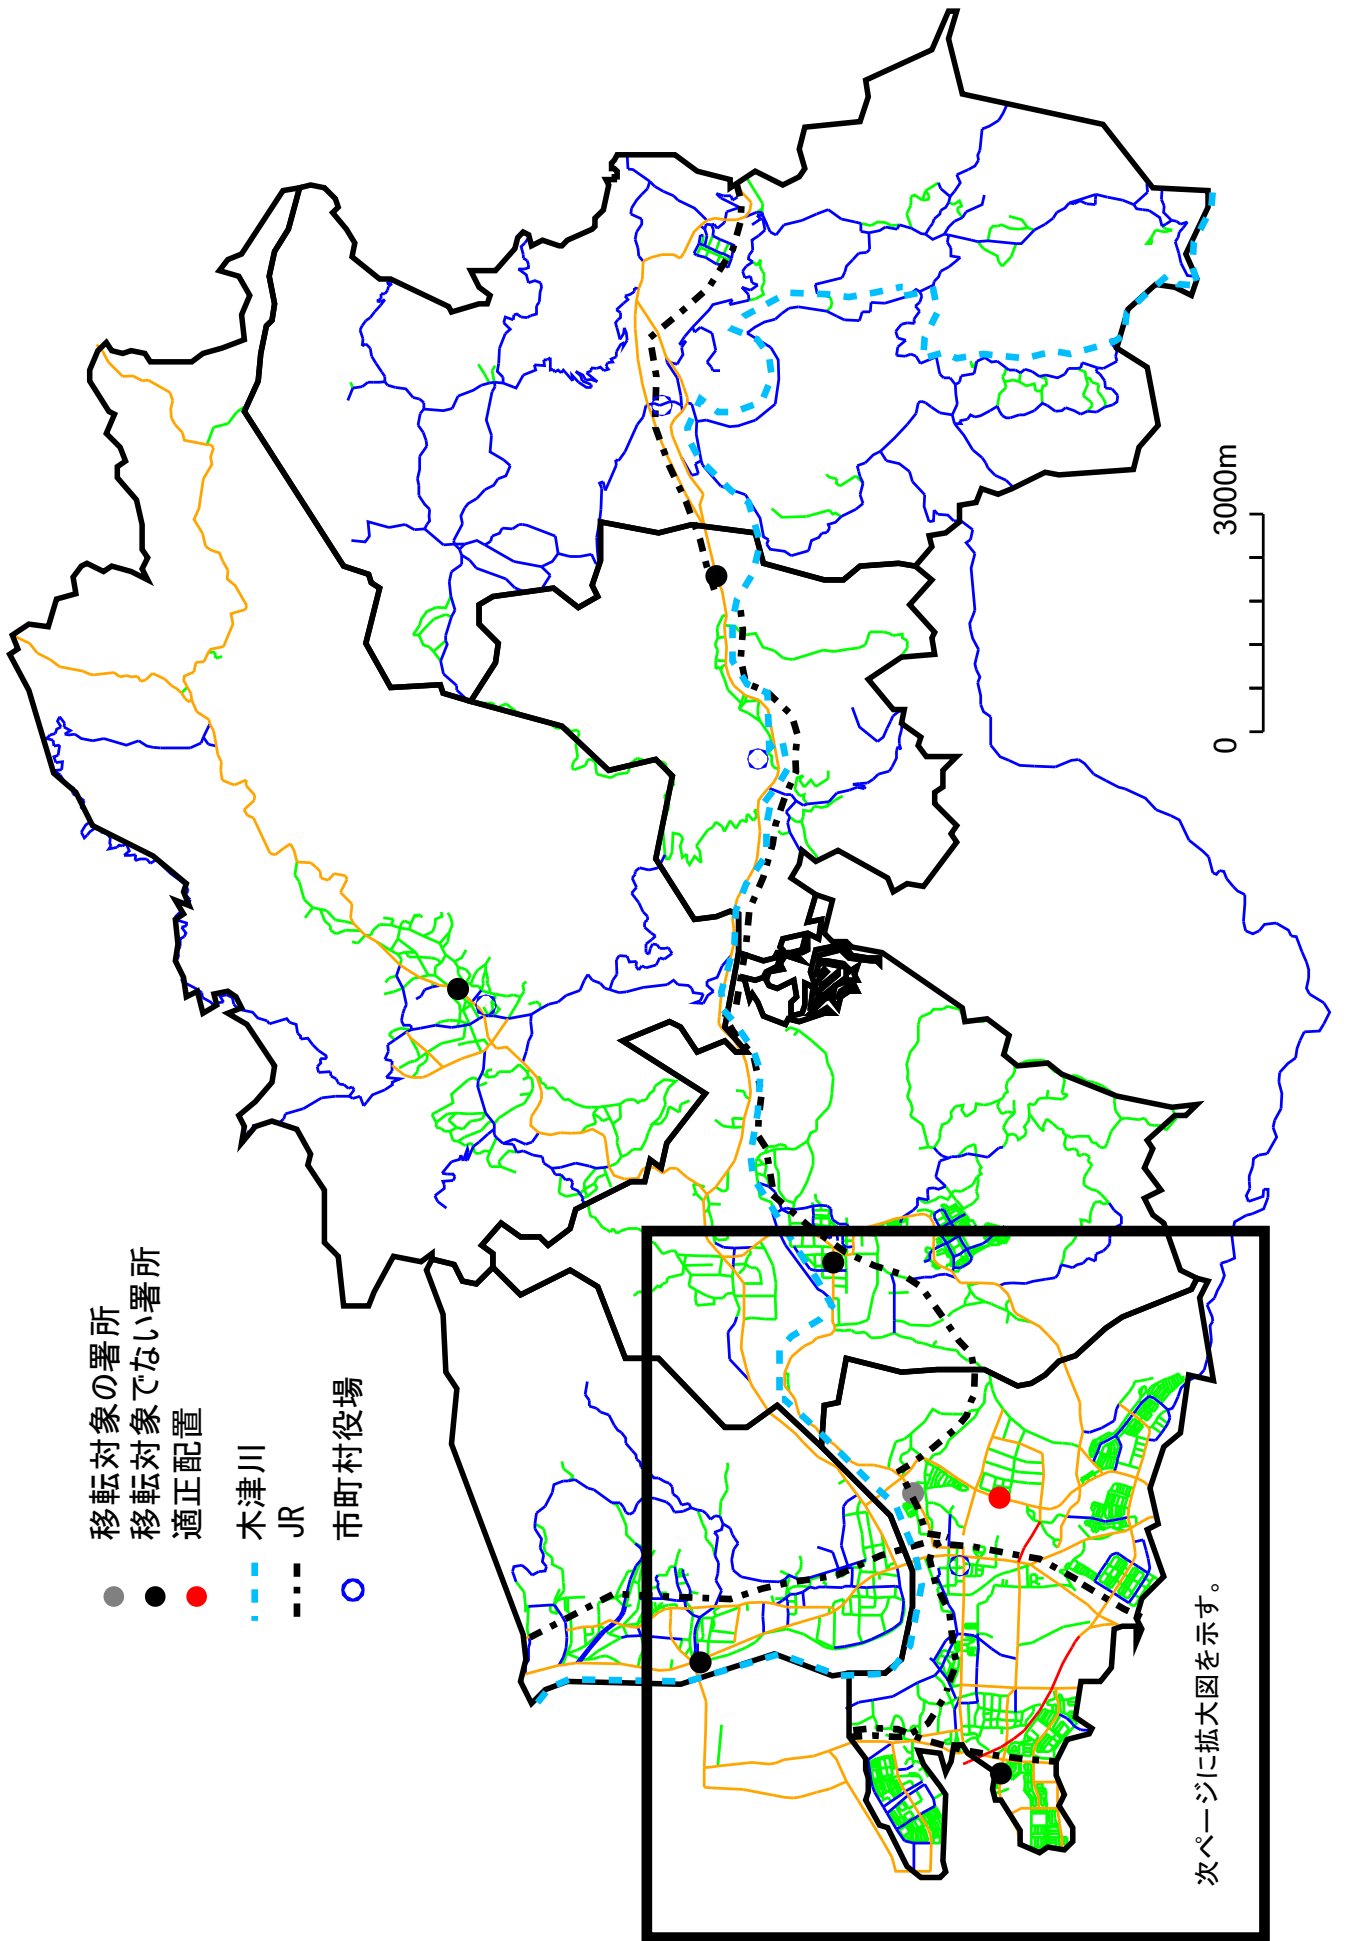 移転対象の署所
移転対象でない署所
適正配置
木津川
JR
市町村役場
0 3000m
次ページに拡大図を示す。